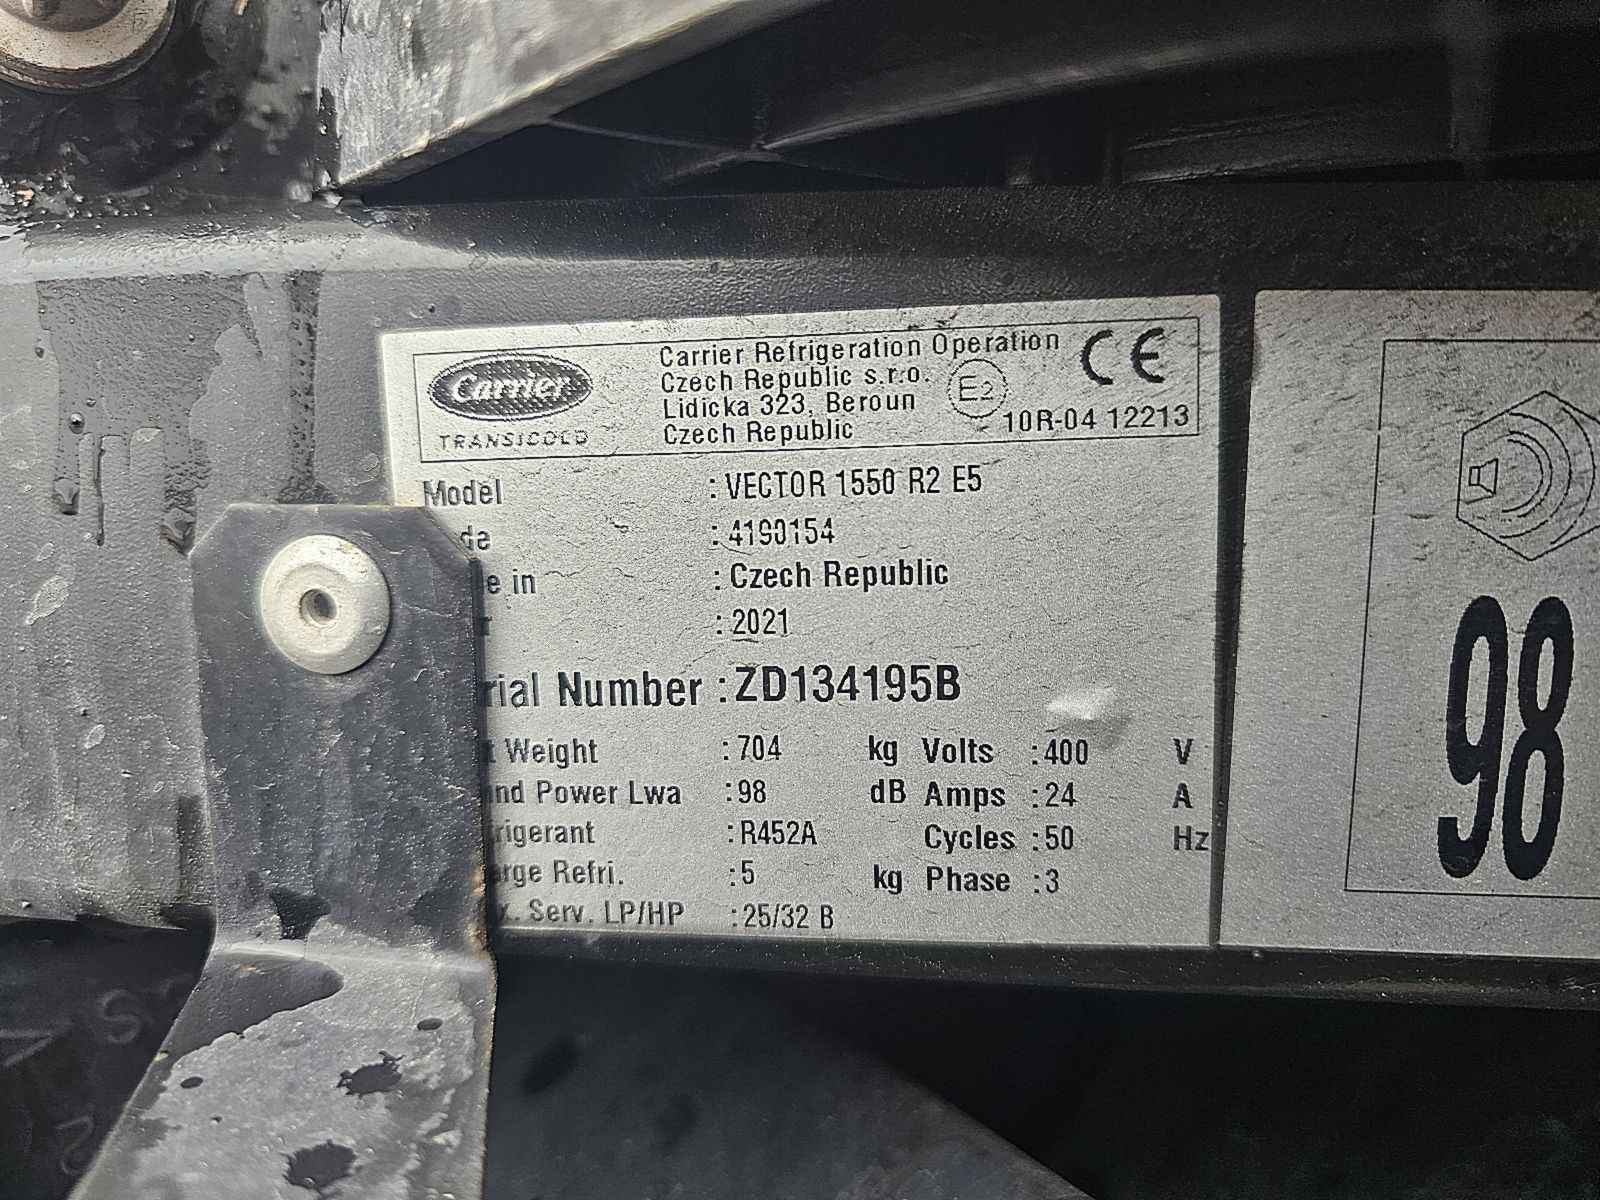 Carrier
TRANSICOLD
Carrier Refrigeration Operation
Czech Republic s.r.o.
Lidicka 323, Beroun
Czech Republic
E2
CE
10R-04 12213
Model : VECTOR 1550 R2 E5
: 4190154
in : Czech Republic
: 2021
Number : ZD134195B
Weight : 704 kg Volts : 400 V
Power Lwa : 98 dB Amps : 24 A
: R452A Cycles : 50 Hz
Refri. : 5 kg Phase : 3
Serv. LP/HP : 25/32 B
98